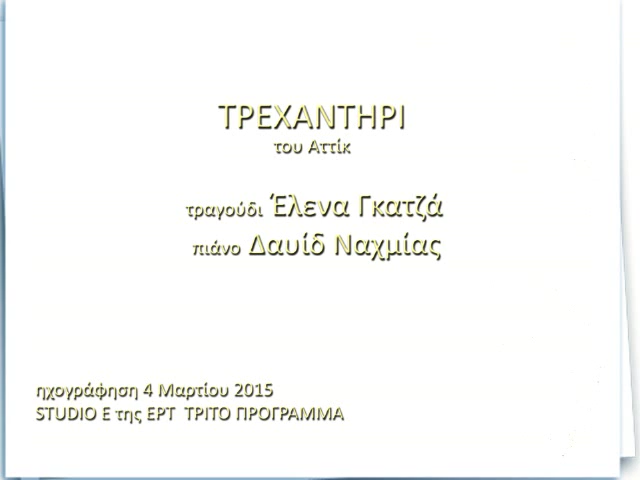 ΤΡΕΧΑΝΤΗΡΙ
του Αττίκ
τραγούδι Έλενα Γκατζά
πιάνο Δαυίδ Ναχμίας
ηχογράφηση 4 Μαρτίου 2015
STUDIO E της ΕΡΤ ΤΡΙΤΟ ΠΡΟΓΡΑΜΜΑ